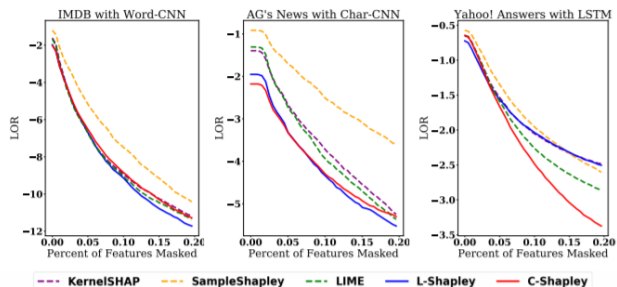 IMDB with Word-CNN
AG's News with Char-CNN
Yahoo! Answers with LSTM
LOR
−2
−4
−6
−8
−10
−12
0.00 0.05 0.10 0.15 0.20
Percent of Features Masked
LOR
−1
−2
−3
−4
−5
0.00 0.05 0.10 0.15 0.20
Percent of Features Masked
LOR
−0.5
−1.0
−1.5
−2.0
−2.5
−3.0
−3.5
0.00 0.05 0.10 0.15 0.20
Percent of Features Masked
KernelSHAP SampleShapley LIME L-Shapley C-Shapley